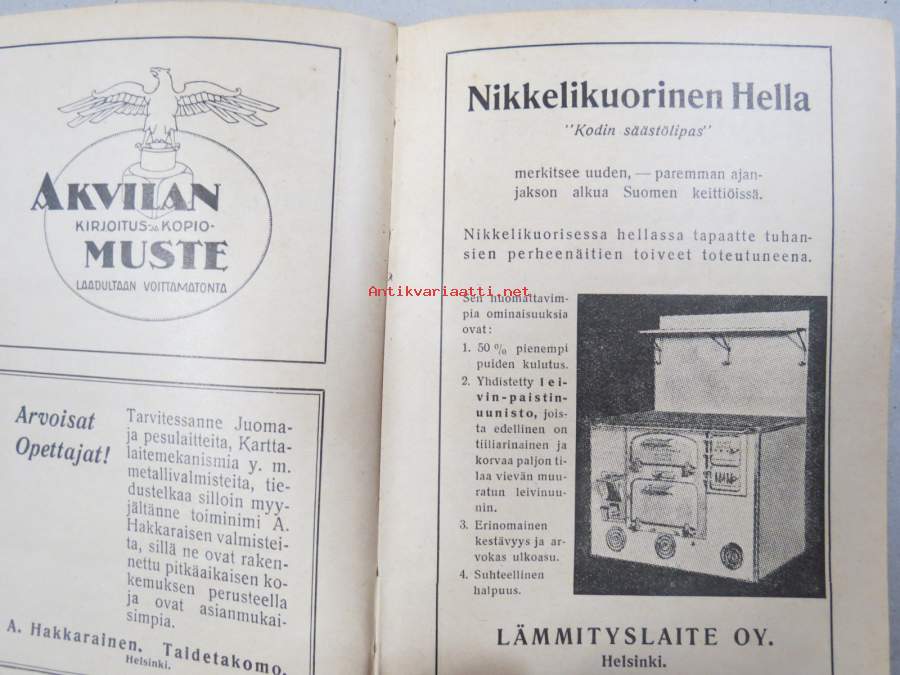 AKVILAN
KIRJOITUS- JA KOPIO-
MUSTE
LAADULTAAN VOITTAMATONTA
Arvoisat
Opettajat!
Tarvitessanne Juoma-
ja pesulaitteita, Kartta-
laitemekanismia y. m.
metallivalmisteita, tie-
dustelkaa silloin myy-
jältänne toiminimi A.
Hakkaraisen valmistei-
ta, sillä ne ovat raken-
nettu pitkäaikaisen ko-
kemuksen perusteella
ja ovat asianmukai-
simpia.
A. Hakkarainen. Taidetakomo.
Helsinki.
Nikkelikuorinen Hella
"Kodin säästölipas"
merkitsee uuden, — paremman ajan-
jakson alkua Suomen keittiöissä.
Nikkelikuorisessa hellassa tapaatte tuhan-
sien perheenäitien toiveet toteutuneena.
Antikvariaatti.net
Sen huomattavim-
pia ominaisuuksia
ovat:
1. 50 % pienempi
puiden kulutus.
2. Yhdistetty lei-
vin-paistin-
uunisto, jois-
ta edellinen on
tiiliarinainen ja
korvaa paljon ti-
laa vievän muu-
ratun leivinuu-
nin.
3. Erinomainen
kestävyys ja ar-
vokas ulkoasu.
4. Suhteellinen
halpuus.
LÄMMITYSLAITE OY.
Helsinki.